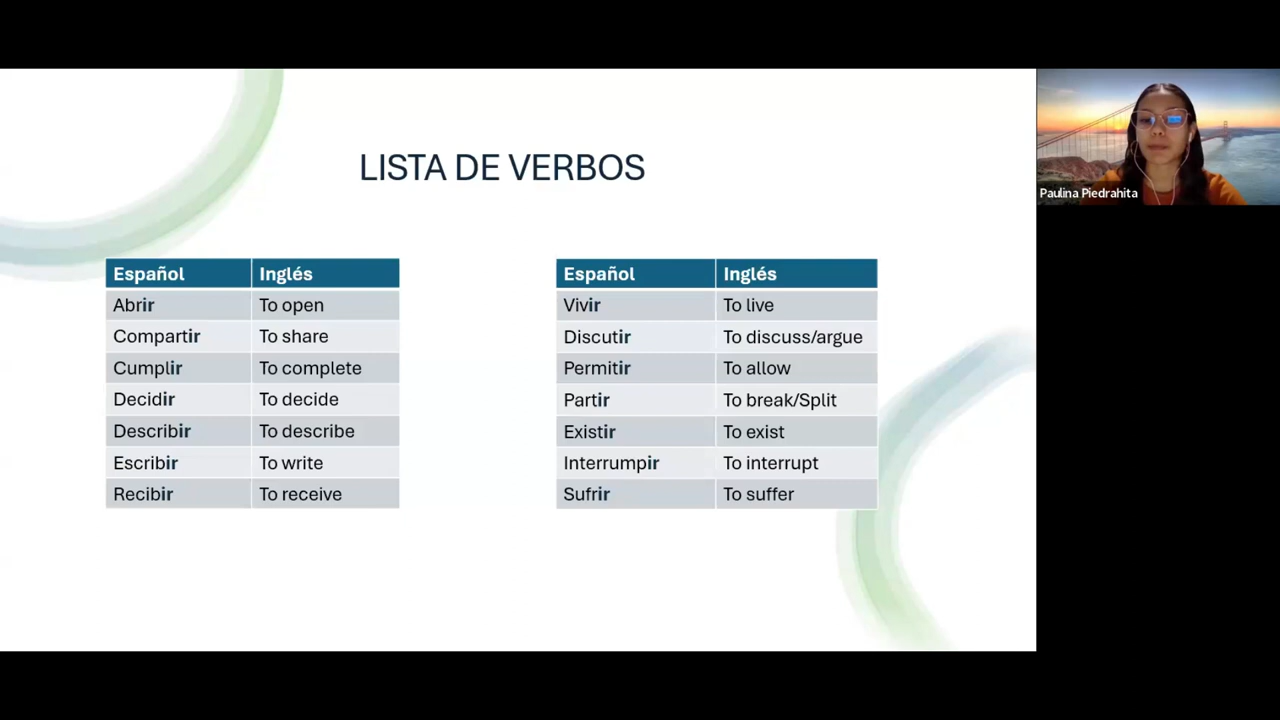 LISTA DE VERBOS
Español Inglés
Abrir To open
Compartir To share
Cumplir To complete
Decidir To decide
Describir To describe
Escribir To write
Recibir To receive
Español Inglés
Vivir To live
Discutir To discuss/argue
Permitir To allow
Partir To break/Split
Existir To exist
Interrumpir To interrupt
Sufrir To suffer
Paulina Piedrahita